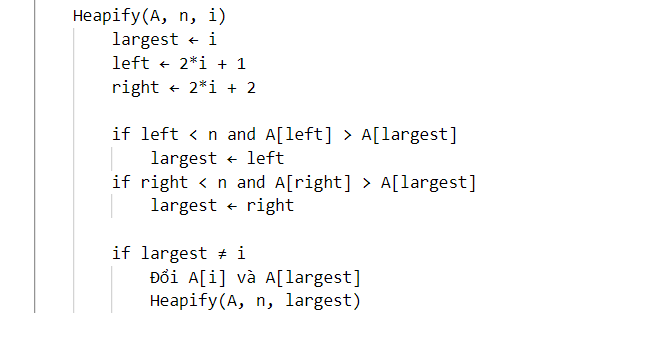 Heapify(A, n, i)
largest ← i
left ← 2*i + 1
right ← 2*i + 2
if left < n and A[left] > A[largest]
largest ← left
if right < n and A[right] > A[largest]
largest ← right
if largest ≠ i
Đổi A[i] và A[largest]
Heapify(A, n, largest)